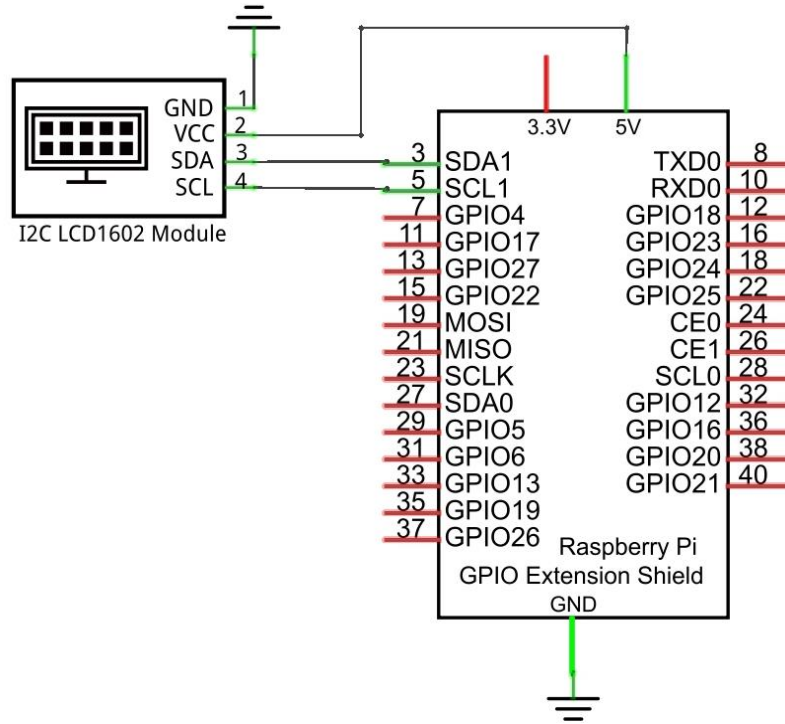 GND 1
VCC 2
SDA 3
SCL 4
I2C LCD1602 Module
3.3V 5V
3 SDA1 TXD0 8
5 SCL1 RXD0 10
7 GPIO4 GPIO18 12
11 GPIO17 GPIO23 16
13 GPIO27 GPIO24 18
15 GPIO22 GPIO25 22
19 MOSI CE0 24
21 MISO CE1 26
23 SCLK SCL0 28
27 SDA0 GPIO12 32
29 GPIO5 GPIO16 36
31 GPIO6 GPIO20 38
33 GPIO13 GPIO21 40
35 GPIO19
37 GPIO26
Raspberry Pi
GPIO Extension Shield
GND